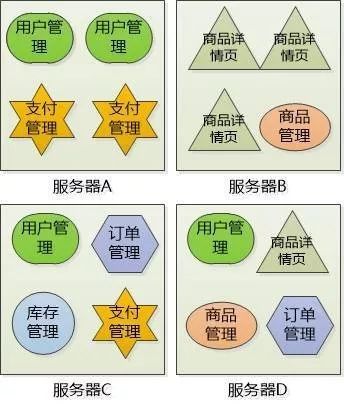 用户管
理
用户管
理
支付
管理
支付
管理
服务器A
商品详
情页
商品详
情页
商品详
情页
商品
管理
服务器B
用户管
理
订单
管理
库存
管理
支付
管理
服务器C
用户管
理
商品详
情页
商品
管理
订单
管理
服务器D